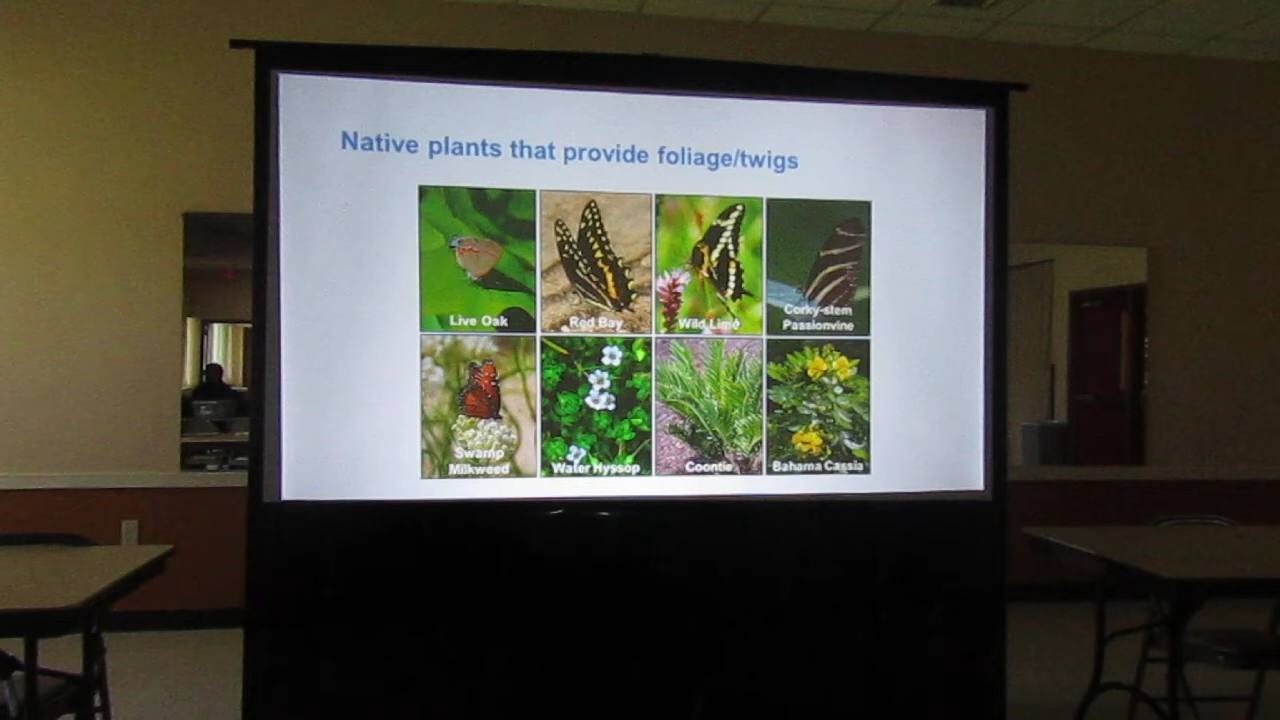 Native plants that provide foliage/twigs
Live Oak
Red Bay
Wild Lime
Corky-stem
Passionvine
Swamp
Milkweed
Water Hyssop
Coontie
Bahama Cassia